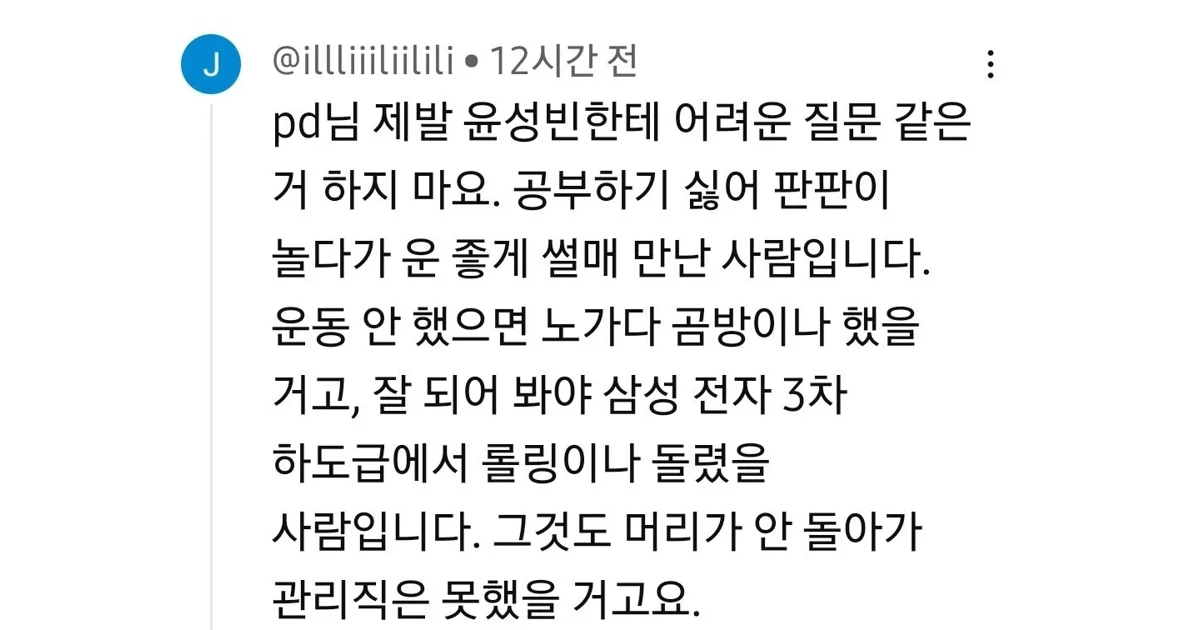 J
@illliiiliilili • 12시간 전
pd님 제발 윤성빈한테 어려운 질문 같은
거 하지 마요. 공부하기 싫어 판판이
놀다가 운 좋게 썰매 만난 사람입니다.
운동 안 했으면 노가다 곰방이나 했을
거고, 잘 되어 봐야 삼성 전자 3차
하도급에서 롤링이나 돌렸을
사람입니다. 그것도 머리가 안 돌아가
관리직은 못했을 거고요.